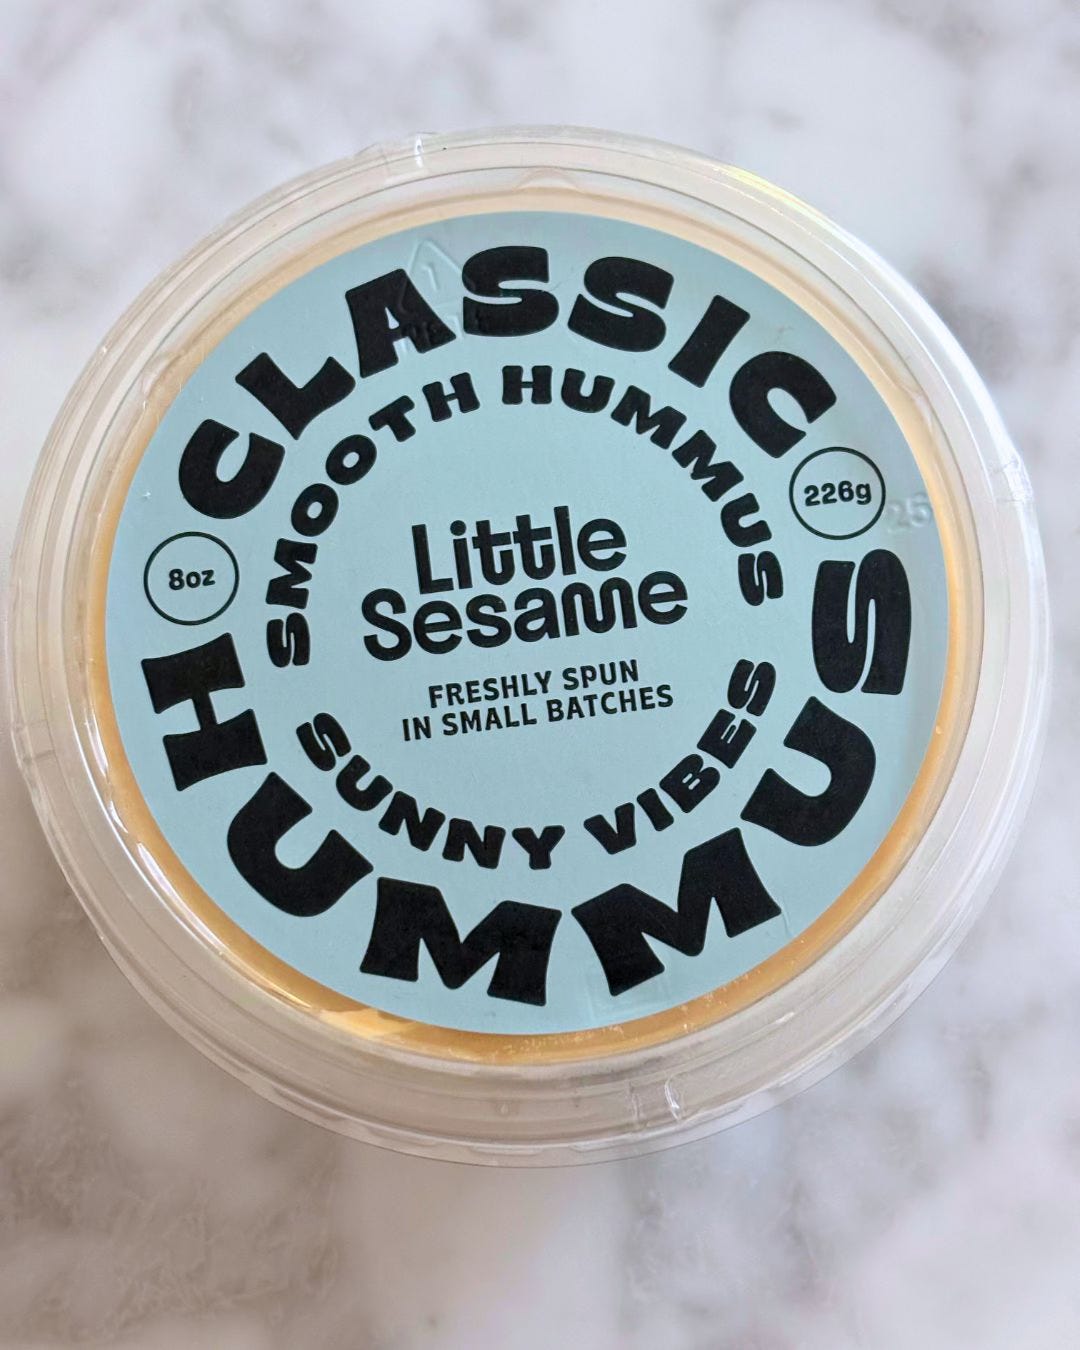 CLASSIC
HUMMUS
SMOOTH HUMMUS
8oz
226g
Little
Sesame
FRESHLY SPUN
IN SMALL BATCHES
SUNNY VIBES